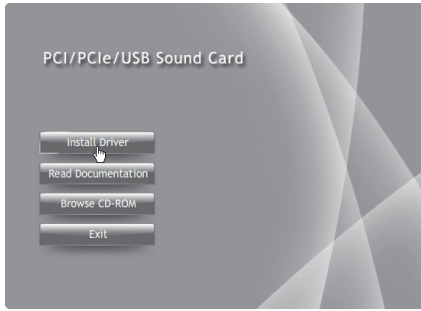 PCI/PCIe/USB Sound Card
Install Driver
Read Documentation
Browse CD-ROM
Exit